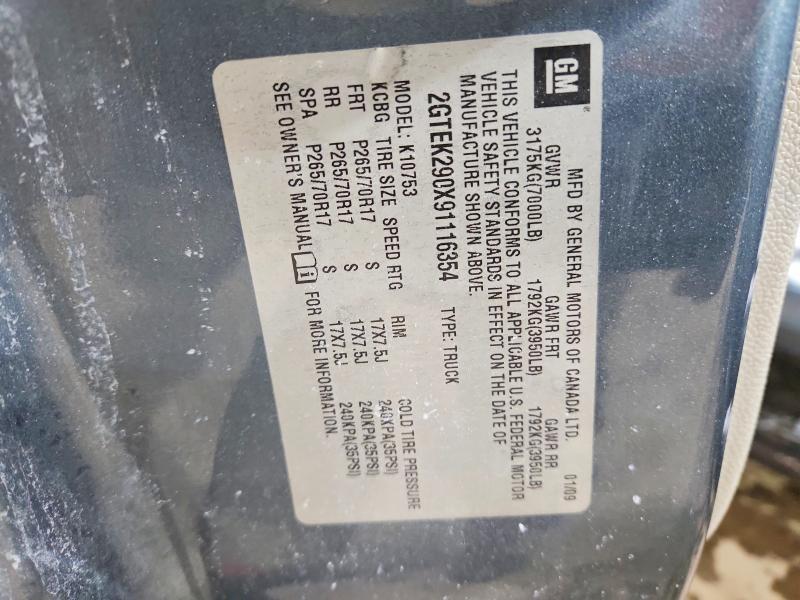 GM
MFD BY GENERAL MOTORS OF CANADA LTD. 01/09
GVWR GAWR FRT GAWR RR
3175KG(7000LB) 1792KG(3950LB) 1792KG(3950LB)
THIS VEHICLE CONFORMS TO ALL APPLICABLE U.S. FEDERAL MOTOR
VEHICLE SAFETY STANDARDS IN EFFECT ON THE DATE OF
MANUFACTURE SHOWN ABOVE.
2GTEK290X91116354 TYPE: TRUCK
MODEL: K10753
KCBG TIRE SIZE SPEED RTG RIM COLD TIRE PRESSURE
FRT P265/70R17 S 17X7.5J 240KPA(35PSI)
RR P265/70R17 S 17X7.5J 240KPA(35PSI)
SPA P265/70R17 S 17X7.5J 240KPA(35PSI)
SEE OWNER'S MANUAL FOR MORE INFORMATION.